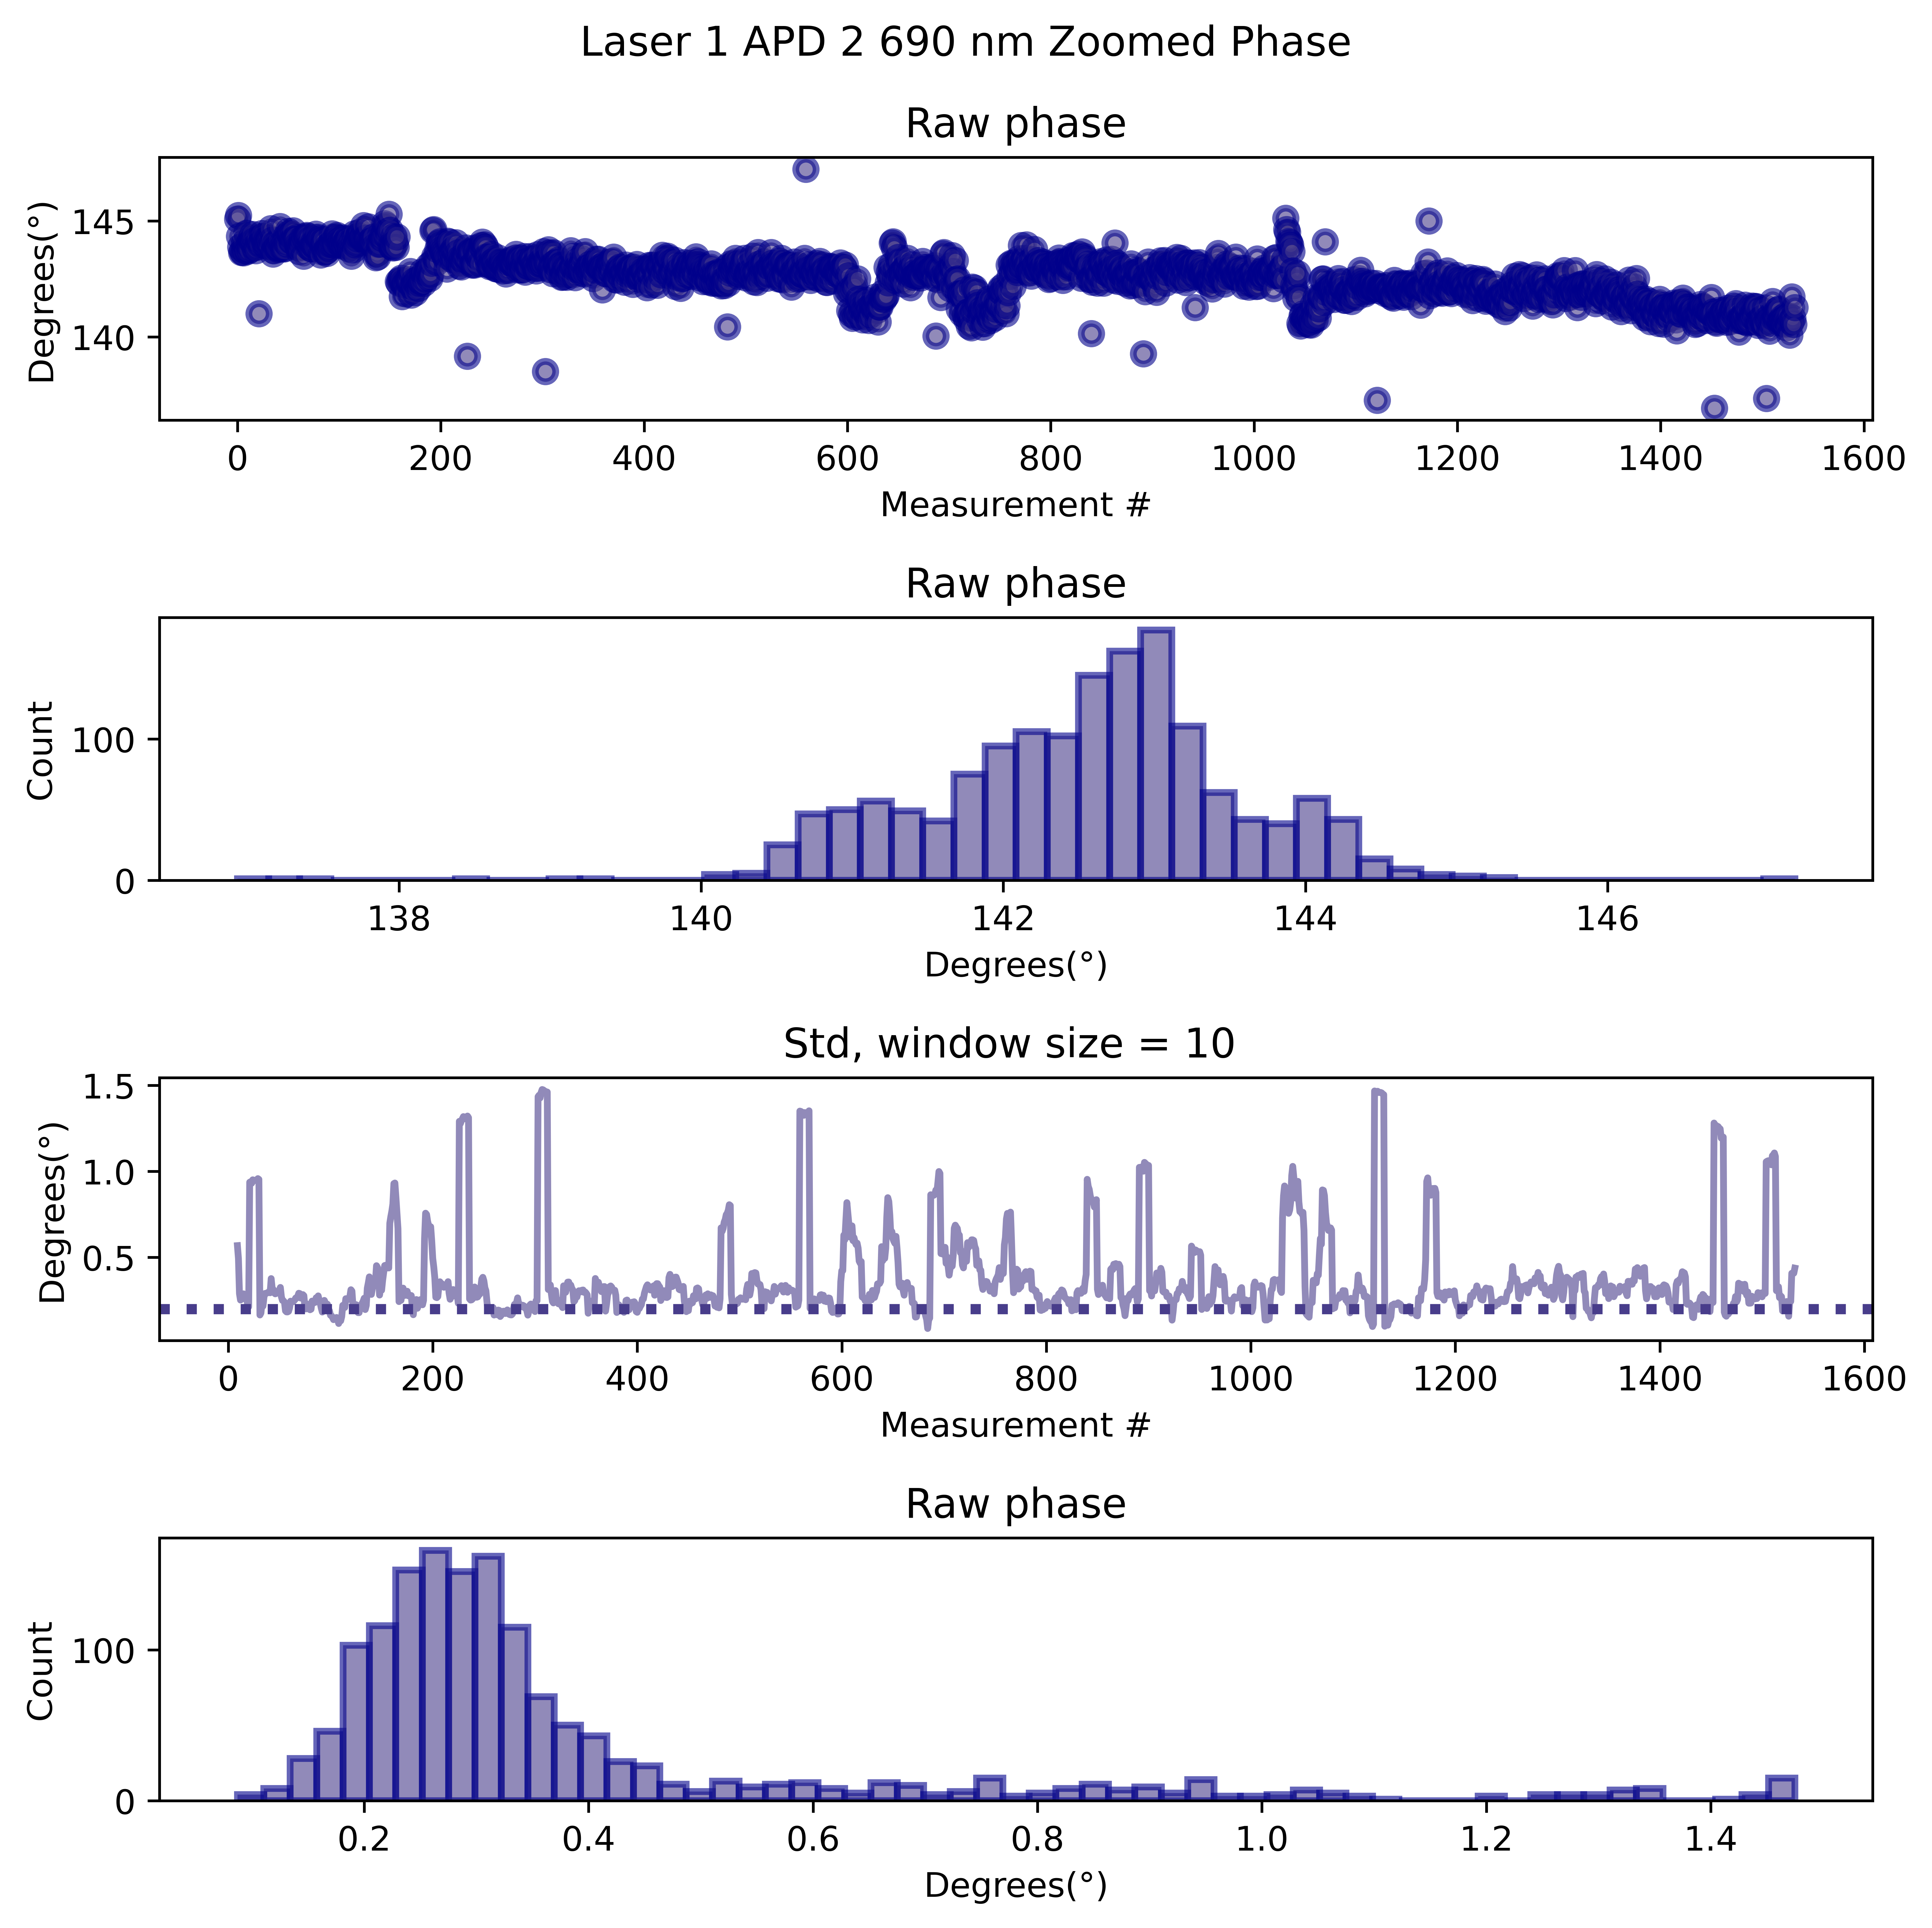 Laser 1 APD 2 690 nm Zoomed Phase
Raw phase
Degrees(°)
145
140
0 200 400 600 800 1000 1200 1400 1600
Measurement #
Raw phase
Count
100
0
138 140 142 144 146
Degrees(°)
Std, window size = 10
Degrees(°)
1.5
1.0
0.5
0 200 400 600 800 1000 1200 1400 1600
Measurement #
Raw phase
Count
100
0
0.2 0.4 0.6 0.8 1.0 1.2 1.4
Degrees(°)